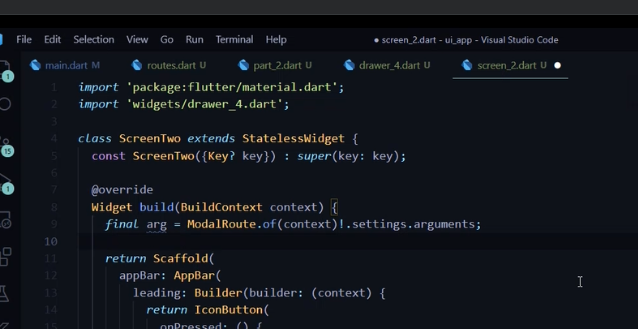 File Edit Selection View Go Run Terminal Help ● screen_2.dart - ui_app - Visual Studio Code
main.dart M routes.dart U part_2.dart U drawer_4.dart U screen_2.dart U ●
1 import 'package:flutter/material.dart';
2 import 'widgets/drawer_4.dart';
3
4 class ScreenTwo extends StatelessWidget {
5 const ScreenTwo({Key? key}) : super(key: key);
6
7 @override
8 Widget build(BuildContext context) {
9 final arg = ModalRoute.of(context)!.settings.arguments;
10
11 return Scaffold(
12 appBar: AppBar(
13 leading: Builder(builder: (context) {
14 return IconButton(
15 onPressed: () {
1
15
1